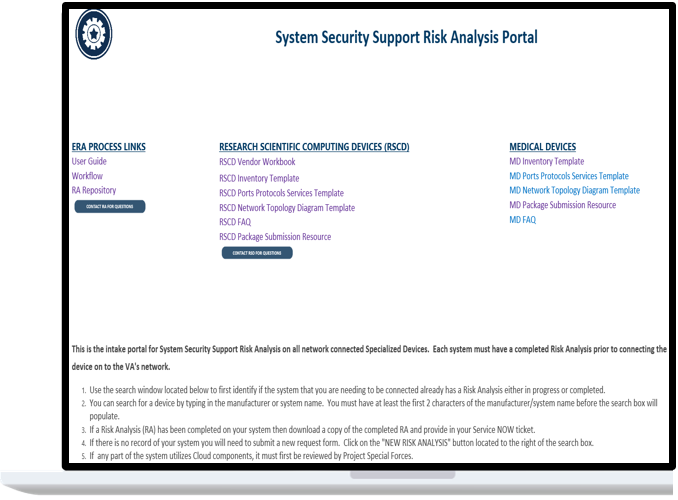 System Security Support Risk Analysis Portal
ERA PROCESS LINKS
User Guide
Workflow
RA Repository
CONTACT RA FOR QUESTIONS
RESEARCH SCIENTIFIC COMPUTING DEVICES (RSCD)
RSCD Vendor Workbook
RSCD Inventory Template
RSCD Ports Protocols Services Template
RSCD Network Topology Diagram Template
RSCD FAQ
RSCD Package Submission Resource
CONTACT RSD FOR QUESTIONS
MEDICAL DEVICES
MD Inventory Template
MD Ports Protocols Services Template
MD Network Topology Diagram Template
MD Package Submission Resource
MD FAQ
This is the intake portal for System Security Support Risk Analysis on all network connected Specialized Devices. Each system must have a completed Risk Analysis prior to connecting the
device on to the VA's network.
1. Use the search window located below to first identify if the system that you are needing to be connected already has a Risk Analysis either in progress or completed.
2. You can search for a device by typing in the manufacturer or system name. You must have at least the first 2 characters of the manufacturer/system name before the search box will
populate.
3. If a Risk Analysis (RA) has been completed on your system then download a copy of the completed RA and provide in your Service NOW ticket.
4. If there is no record of your system you will need to submit a new request form. Click on the "NEW RISK ANALYSIS" button located to the right of the search box.
5. If any part of the system utilizes Cloud components, it must first be reviewed by Project Special Forces.